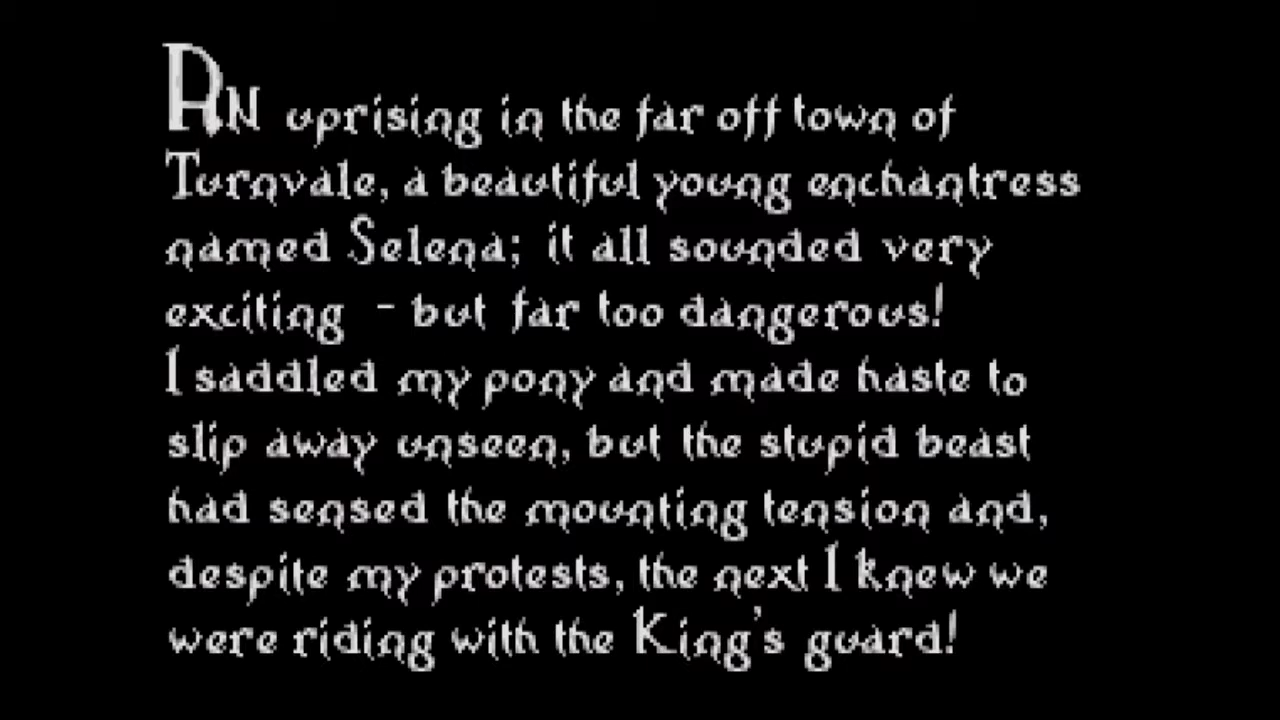 AN uprising in the far off town of
Turnvale, a beautiful young enchantress
named Selena; it all sounded very
exciting - but far too dangerous!
I saddled my pony and made haste to
slip away unseen, but the stupid beast
had sensed the mounting tension and,
despite my protests, the next I knew we
were riding with the King's guard!